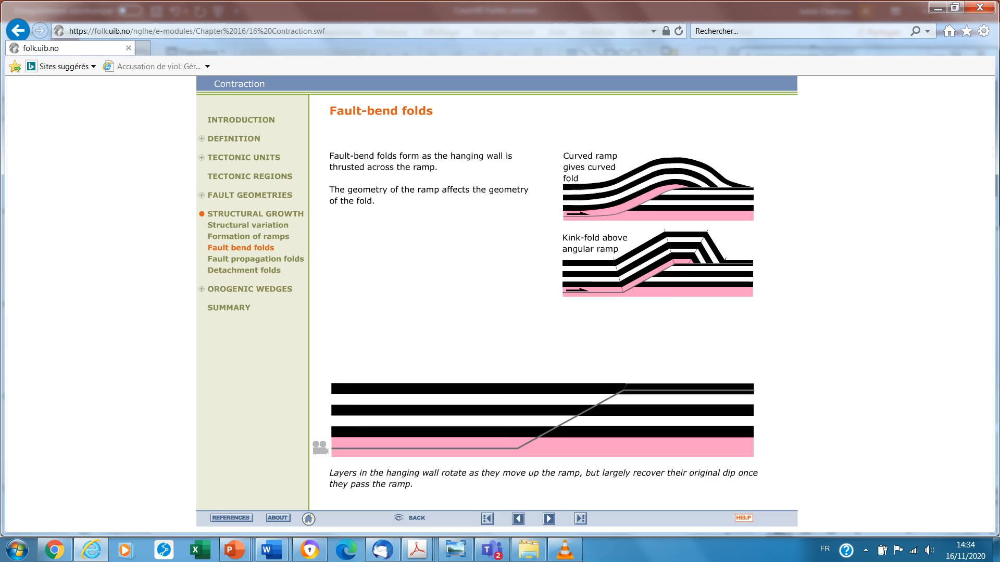 https://folk.uib.no/nglhe/e-modules/Chapter%2016/16%20Contraction.swf
Rechercher...
folk.uib.no
Sites suggérés
Accusation de viol: Gér...
Contraction
INTRODUCTION
DEFINITION
TECTONIC UNITS
TECTONIC REGIONS
FAULT GEOMETRIES
STRUCTURAL GROWTH
Structural variation
Formation of ramps
Fault bend folds
Fault propagation folds
Detachment folds
OROGENIC WEDGES
SUMMARY
Fault-bend folds
Fault-bend folds form as the hanging wall is
thrusted across the ramp.
The geometry of the ramp affects the geometry
of the fold.
Curved ramp
gives curved
fold
Kink-fold above
angular ramp
Layers in the hanging wall rotate as they move up the ramp, but largely recover their original dip once
they pass the ramp.
REFERENCES
ABOUT
BACK
HELP
FR
14:34
16/11/2020